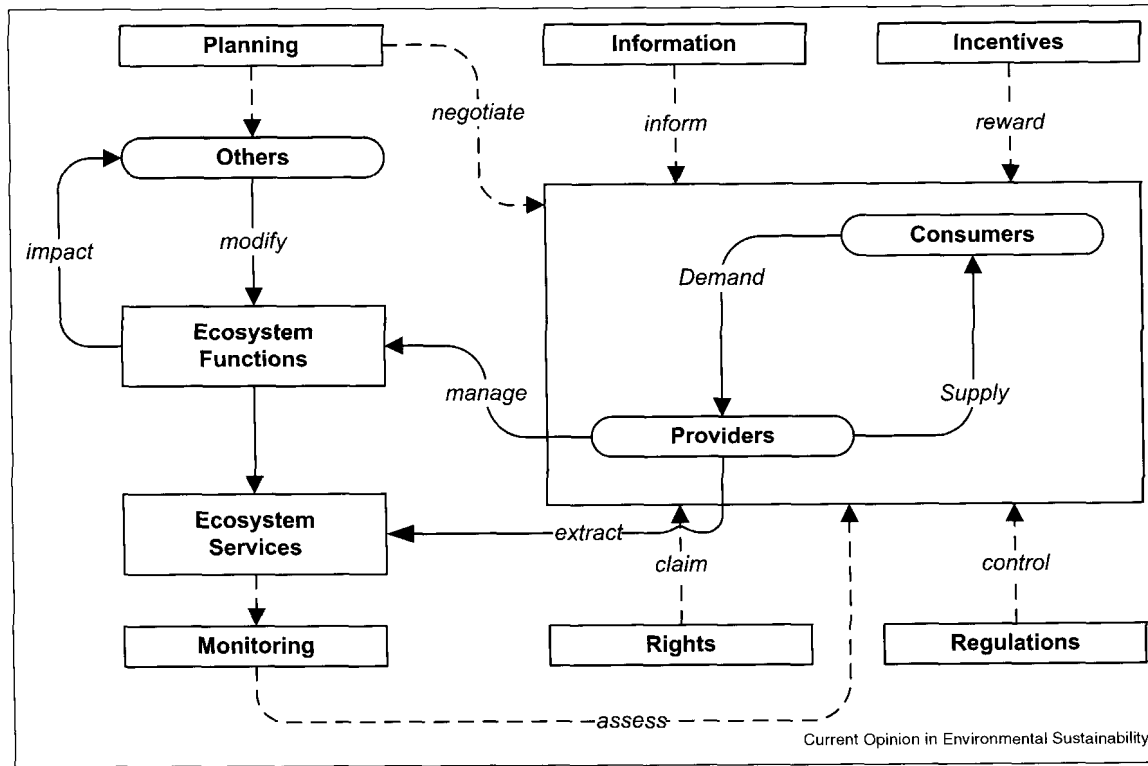 Planning
Information
Incentives
negotiate
inform
reward
Others
impact
modify
Consumers
Demand
Ecosystem
Functions
manage
Supply
Providers
Ecosystem
Services
extract
claim
control
Monitoring
Rights
Regulations
assess
Current Opinion in Environmental Sustainability